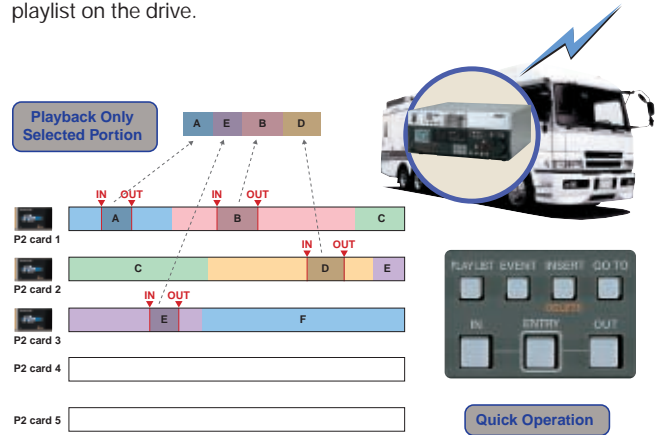 playlist on the drive.
Playback Only
Selected Portion
A E B D
IN OUT IN OUT
A B C
P2 card 1
IN OUT
C D E
P2 card 2
IN OUT
E F
P2 card 3
P2 card 4
P2 card 5
PLAYLIST EVENT INSERT GO TO
DELETE
IN ENTRY OUT
Quick Operation